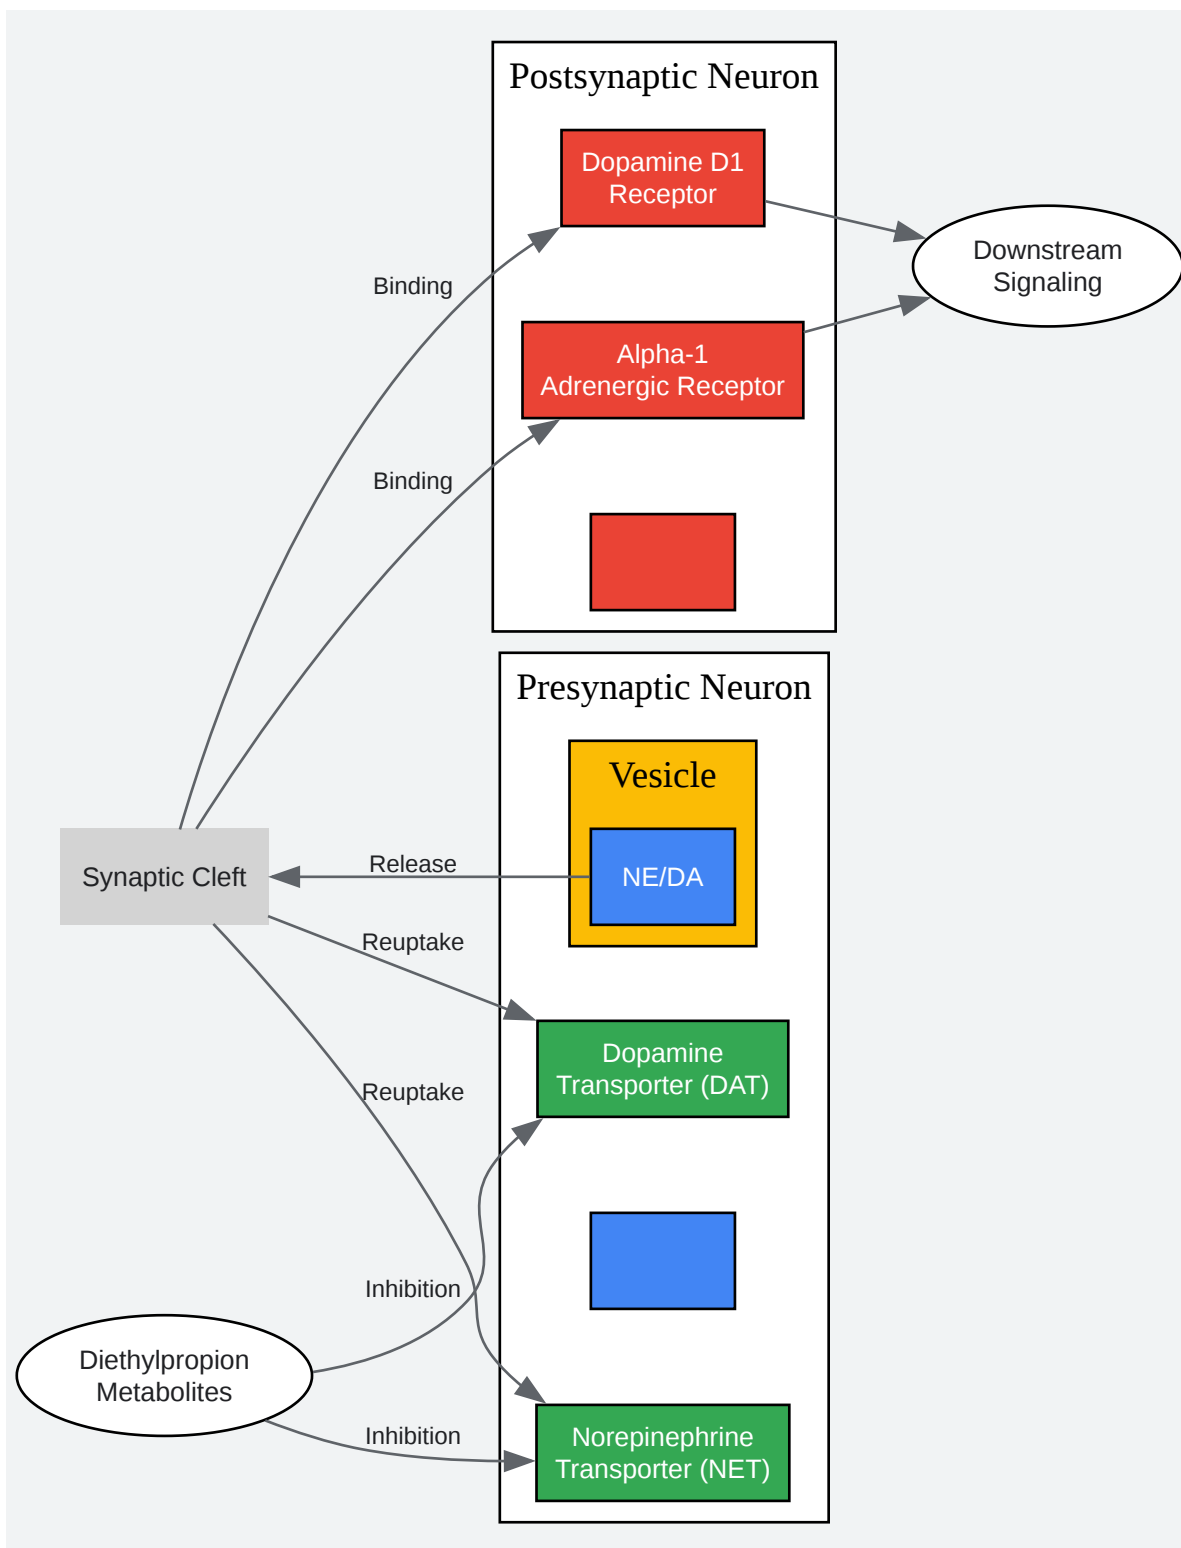 Postsynaptic Neuron
Dopamine D1
Receptor
Downstream
Signaling
Binding
Alpha-1
Adrenergic Receptor
Binding
Presynaptic Neuron
Vesicle
Synaptic Cleft
Release
NE/DA
Reuptake
Dopamine
Transporter (DAT)
Reuptake
Inhibition
Diethylpropion
Metabolites
Inhibition
Norepinephrine
Transporter (NET)